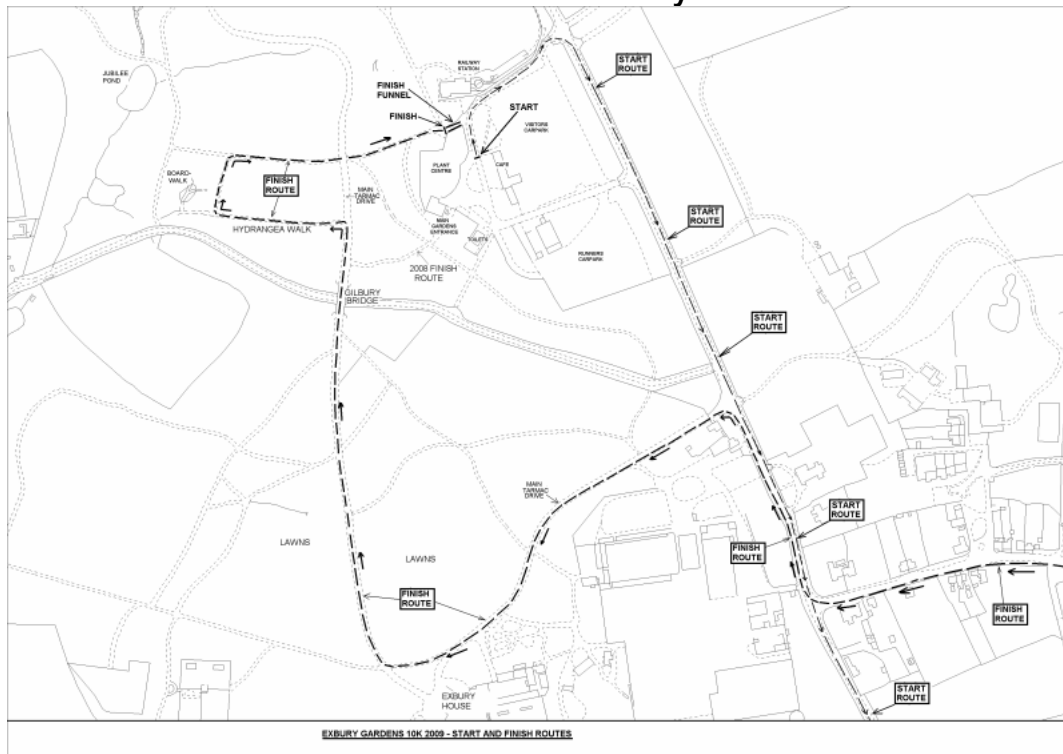 y
START
ROUTE
RAILWAY
STATION
JUBILEE
POND
FINISH
FUNNEL
START
FINISH
VISITORS
CARPARK
PLANT
CENTRE
CAFE
BOARD-
WALK
FINISH
ROUTE
MAIN
TARMAC
DRIVE
START
ROUTE
HYDRANGEA WALK
MAIN
GARDENS
ENTRANCE
TOILETS
RUNNERS
CARPARK
2008 FINISH
ROUTE
GILBURY
BRIDGE
START
ROUTE
MAIN
TARMAC
DRIVE
START
ROUTE
LAWNS
LAWNS
FINISH
ROUTE
FINISH
ROUTE
FINISH
ROUTE
EXBURY
HOUSE
START
ROUTE
EXBURY GARDENS 10K 2009 - START AND FINISH ROUTES